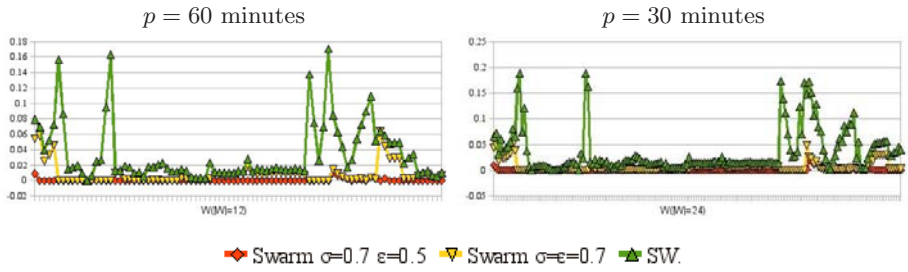 p = 60 minutes
p = 30 minutes
0.18
0.16
0.14
0.12
0.1
0.08
0.06
0.04
0.02
0
-0.02
W(|W|=12)
0.25
0.2
0.15
0.1
0.05
0
-0.05
W(|W|=24)
Swarm σ=0.7 ε=0.5
Swarm σ=ε=0.7
SW.